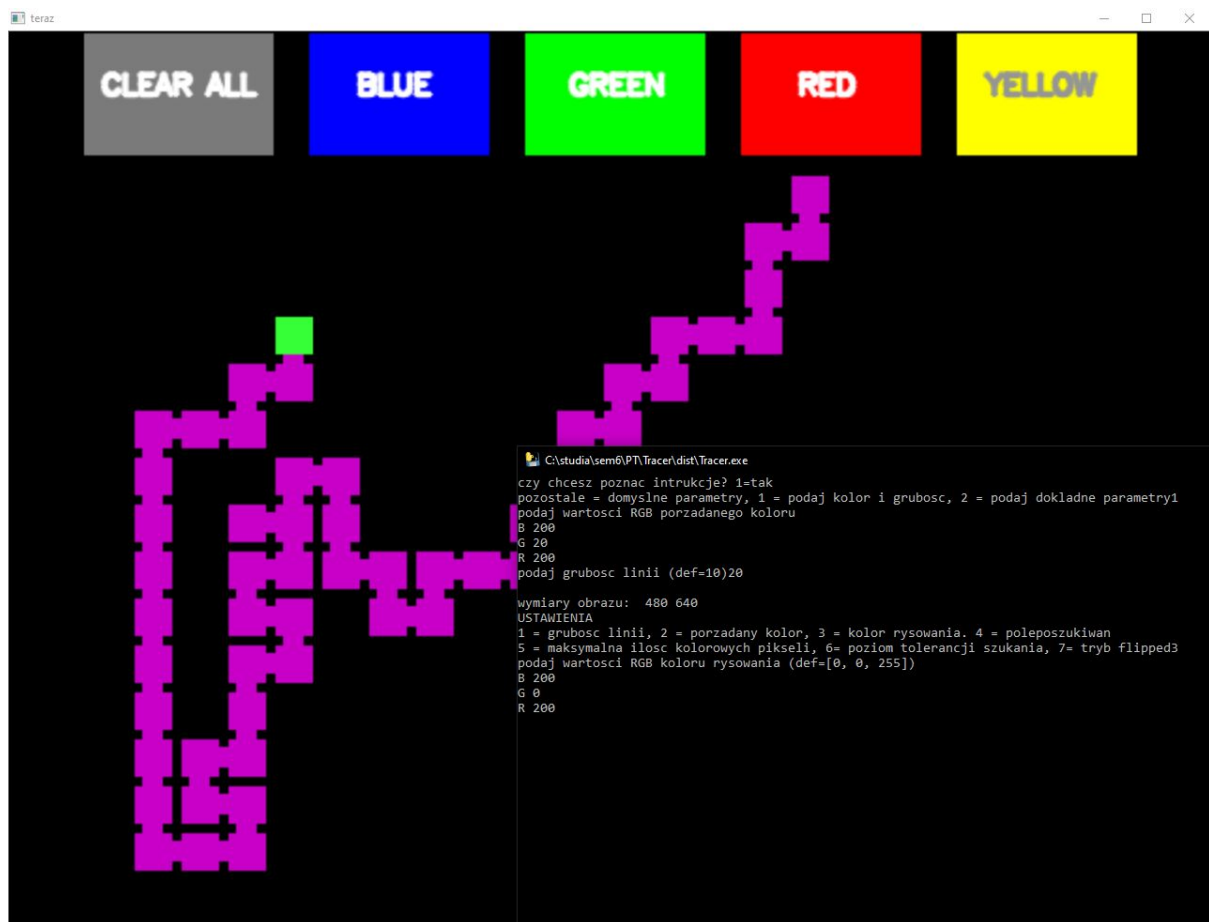 teraz
CLEAR ALL BLUE GREEN RED YELLOW
C:\studia\sem6\PT\Tracer\dist\Tracer.exe
czy chcesz poznac intrukcje? 1=tak
pozostale = domyslne parametry, 1 = podaj kolor i grubosc, 2 = podaj dokladne parametry1
podaj wartosci RGB porzadanego koloru
B 200
G 20
R 200
podaj grubosc linii (def=10)20
wymiary obrazu:  480 640
USTAWIENIA
1 = grubosc linii, 2 = porzadany kolor, 3 = kolor rysowania. 4 = poleposzukiwan
5 = maksymalna ilosc kolorowych pikseli, 6= poziom tolerancji szukania, 7= tryb flipped3
podaj wartosci RGB koloru rysowania (def=[0, 0, 255])
B 200
G 0
R 200